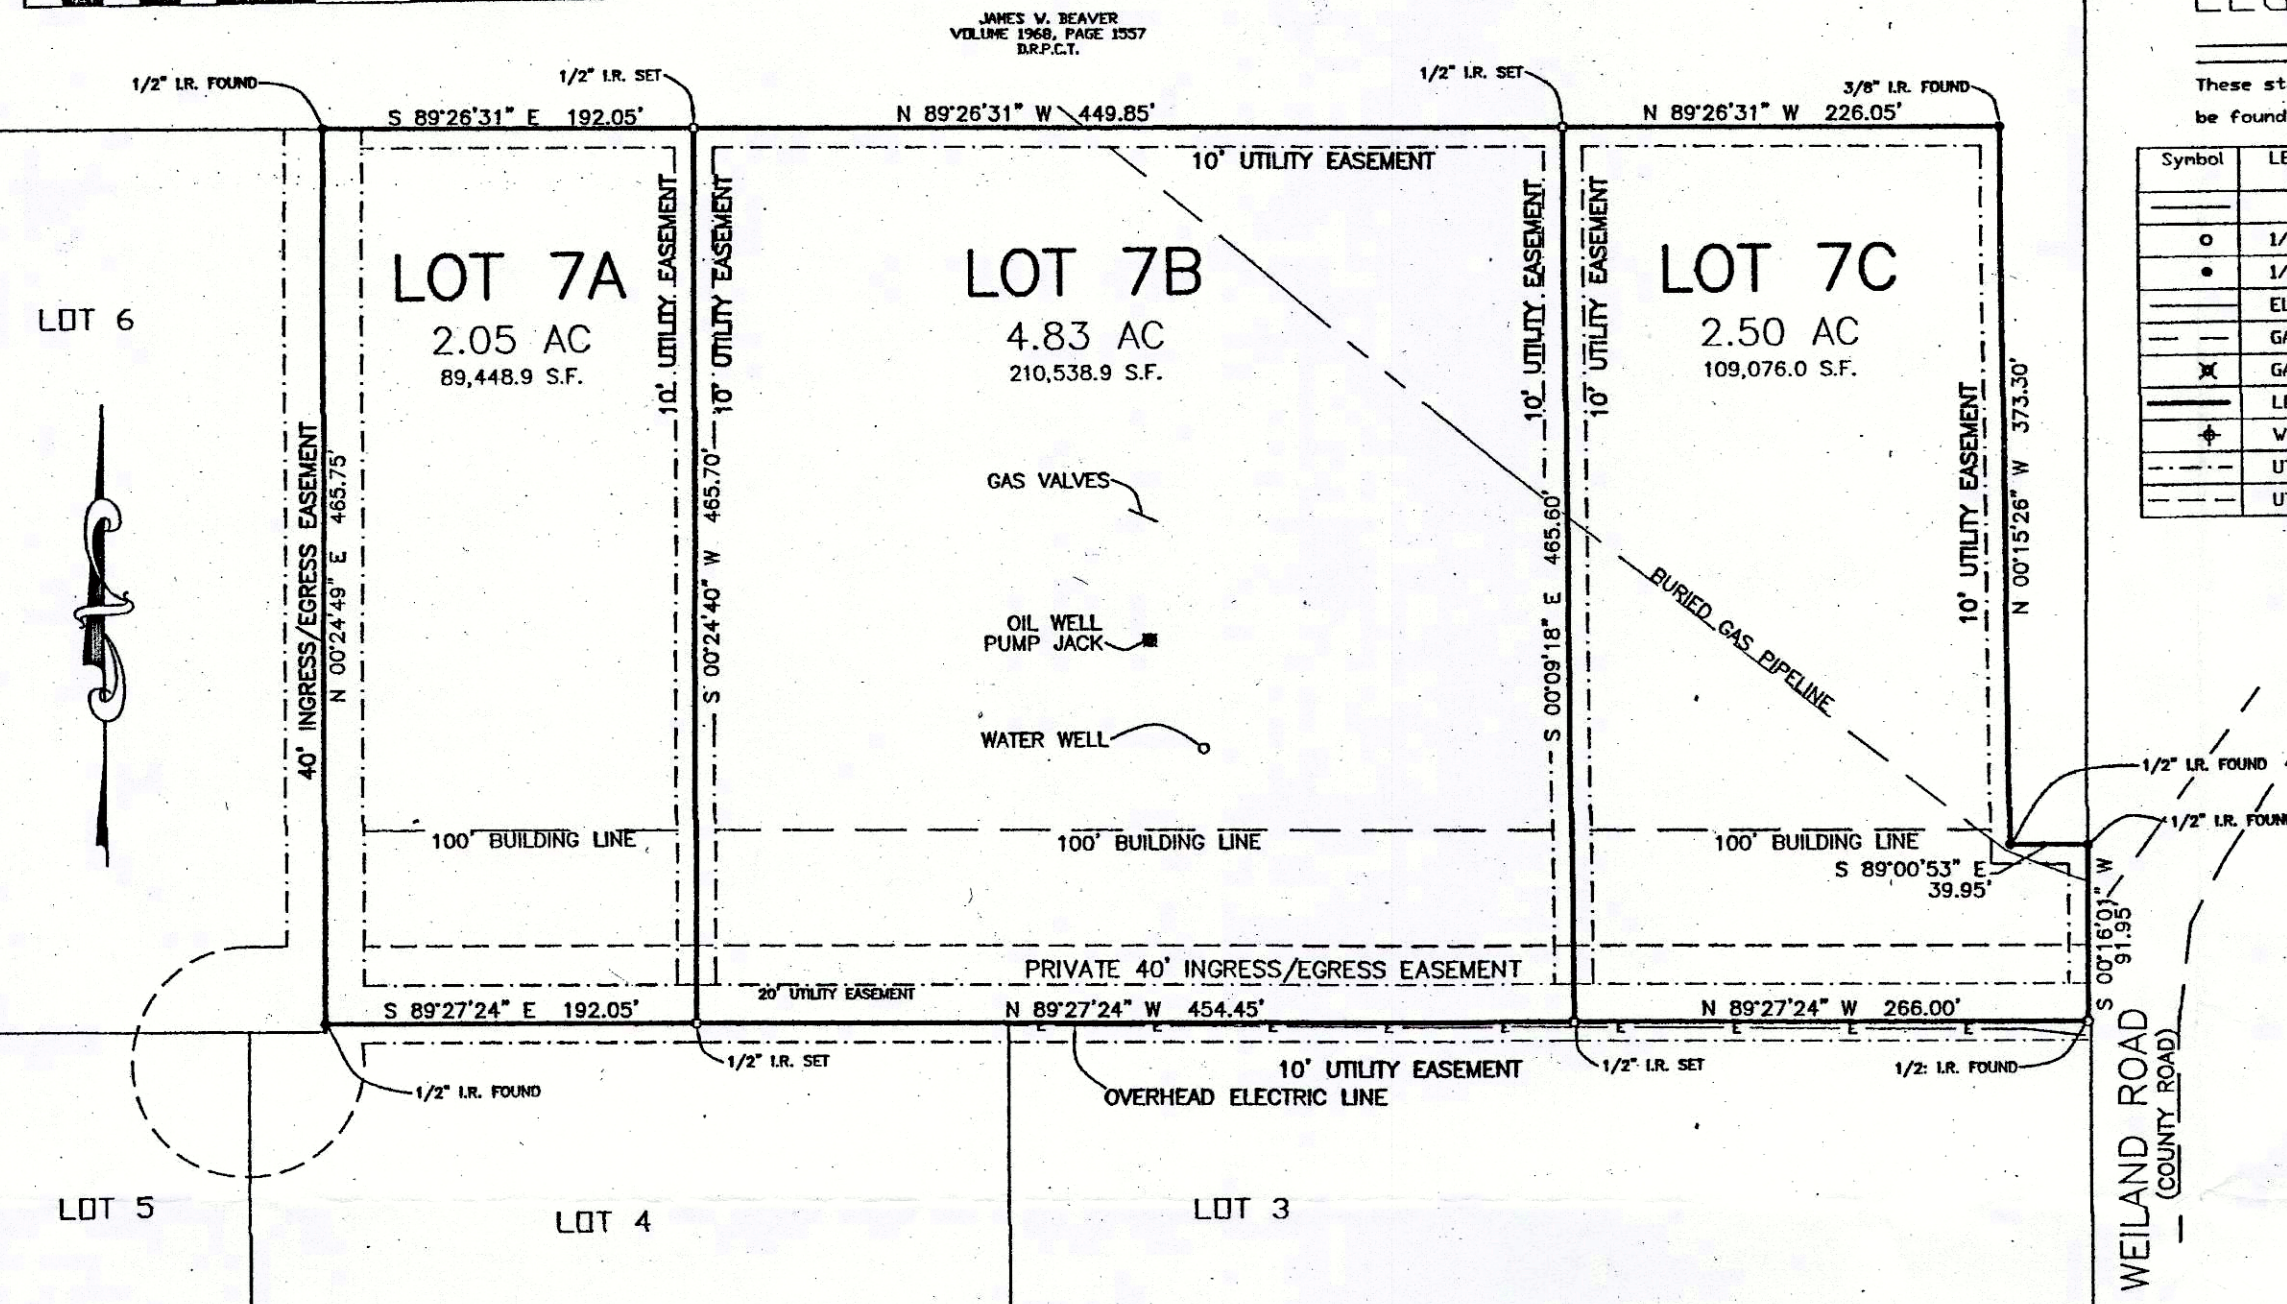 JAMES W. BEAVER
VOLUME 1968, PAGE 1557
D.R.P.C.T.
1/2" I.R. FOUND
1/2" I.R. SET
1/2" I.R. SET
3/8" I.R. FOUND
S 89°26'31" E 192.05'
N 89°26'31" W 449.85'
N 89°26'31" W 226.05'
These st
be found
Symbol
1/
1/
10' UTILITY EASEMENT
10' UTILITY EASEMENT
10' UTILITY EASEMENT
10' UTILITY EASEMENT
10' UTILITY EASEMENT
10' UTILITY EASEMENT
LOT 7A
2.05 AC
89,448.9 S.F.
LOT 7B
4.83 AC
210,538.9 S.F.
LOT 7C
2.50 AC
109,076.0 S.F.
LOT 6
40' INGRESS/EGRESS EASEMENT
N 00°24'49" E 465.75'
S 00°24'40" W 465.70'
S 00°09'18" E 465.60'
N 00°15'26" W 373.30'
GAS VALVES
OIL WELL
PUMP JACK
WATER WELL
BURIED GAS PIPELINE
1/2" I.R. FOUND
1/2" I.R. FOUN
100' BUILDING LINE
100' BUILDING LINE
100' BUILDING LINE
S 89°00'53" E
39.95'
S 00°16'01" W
91.95'
PRIVATE 40' INGRESS/EGRESS EASEMENT
20' UTILITY EASEMENT
S 89°27'24" E 192.05'
N 89°27'24" W 454.45'
N 89°27'24" W 266.00'
E E E E E E E E E
1/2" I.R. FOUND
1/2" I.R. SET
10' UTILITY EASEMENT
1/2" I.R. SET
1/2: I.R. FOUND
OVERHEAD ELECTRIC LINE
WEILAND ROAD
(COUNTY ROAD)
LOT 5
LOT 4
LOT 3